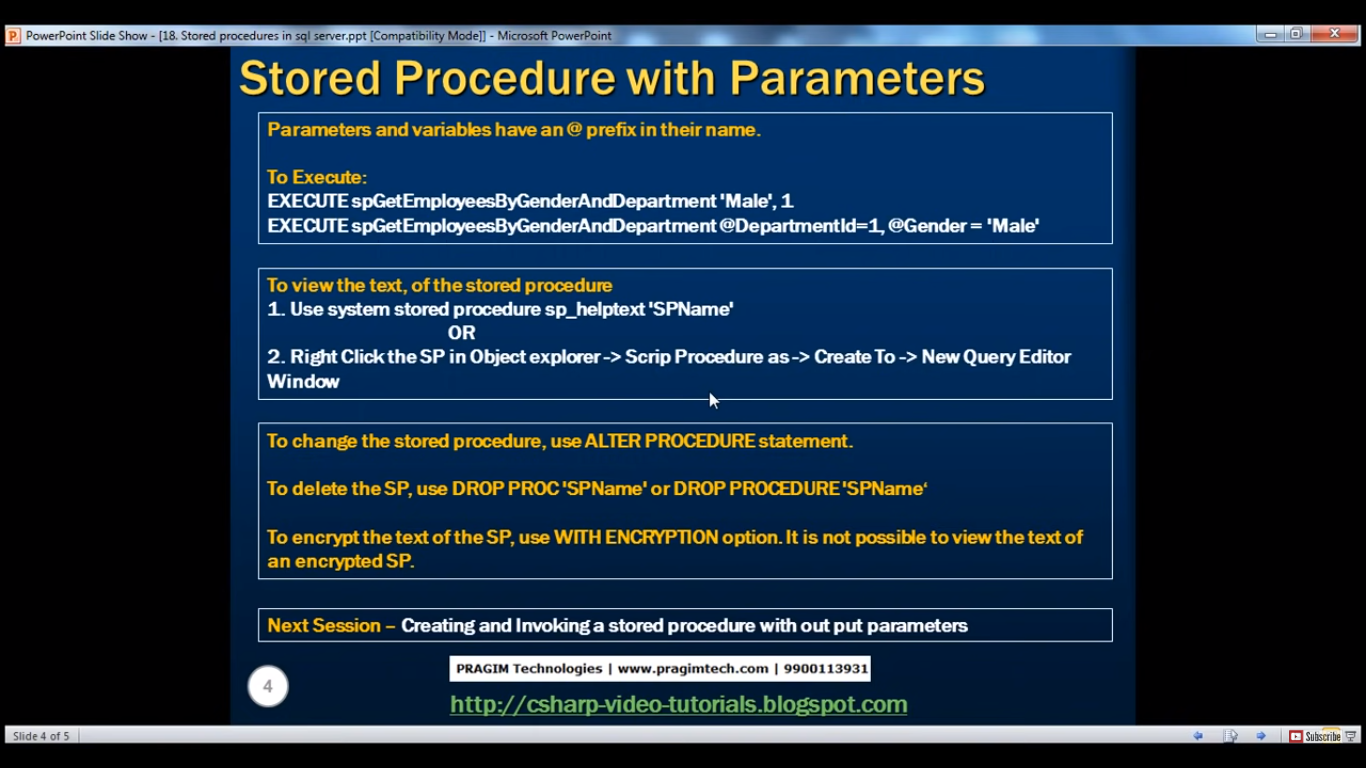 PowerPoint Slide Show - [18. Stored procedures in sql server.ppt [Compatibility Mode]] - Microsoft PowerPoint
Stored Procedure with Parameters
Parameters and variables have an @ prefix in their name.
To Execute:
EXECUTE spGetEmployeesByGenderAndDepartment 'Male', 1
EXECUTE spGetEmployeesByGenderAndDepartment @DepartmentId=1, @Gender = 'Male'
To view the text, of the stored procedure
1. Use system stored procedure sp_helptext 'SPName'
OR
2. Right Click the SP in Object explorer -> Scrip Procedure as -> Create To -> New Query Editor
Window
To change the stored procedure, use ALTER PROCEDURE statement.
To delete the SP, use DROP PROC 'SPName' or DROP PROCEDURE 'SPName‘
To encrypt the text of the SP, use WITH ENCRYPTION option. It is not possible to view the text of
an encrypted SP.
Next Session – Creating and Invoking a stored procedure with out put parameters
PRAGIM Technologies | www.pragimtech.com | 9900113931
4
http://csharp-video-tutorials.blogspot.com
Slide 4 of 5
Subscribe